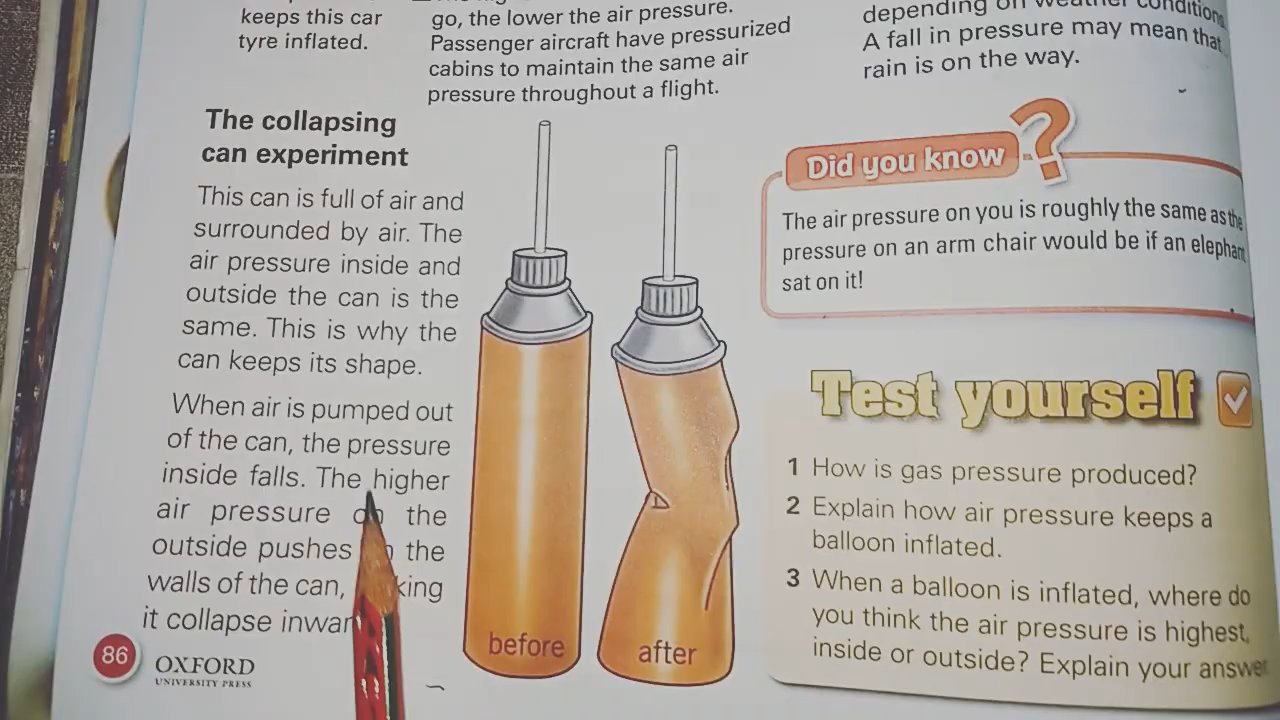 keeps this car
tyre inflated.
go, the lower the air pressure.
Passenger aircraft have pressurized
cabins to maintain the same air
pressure throughout a flight.
depending on weather conditions
A fall in pressure may mean that
rain is on the way.
The collapsing
can experiment
This can is full of air and
surrounded by air. The
air pressure inside and
outside the can is the
same. This is why the
can keeps its shape.
When air is pumped out
of the can, the pressure
inside falls. The higher
air pressure on the
outside pushes the
walls of the can,
it collapse
before
after
Did you know ?
The air pressure on you is roughly the same as the
pressure on an arm chair would be if an elephant
sat on it!
Test yourself
1 How is gas pressure produced?
2 Explain how air pressure keeps a
balloon inflated.
3 When a balloon is inflated, where do
you think the air pressure is highest,
inside or outside? Explain your answer
86
OXFORD
UNIVERSITY PRESS